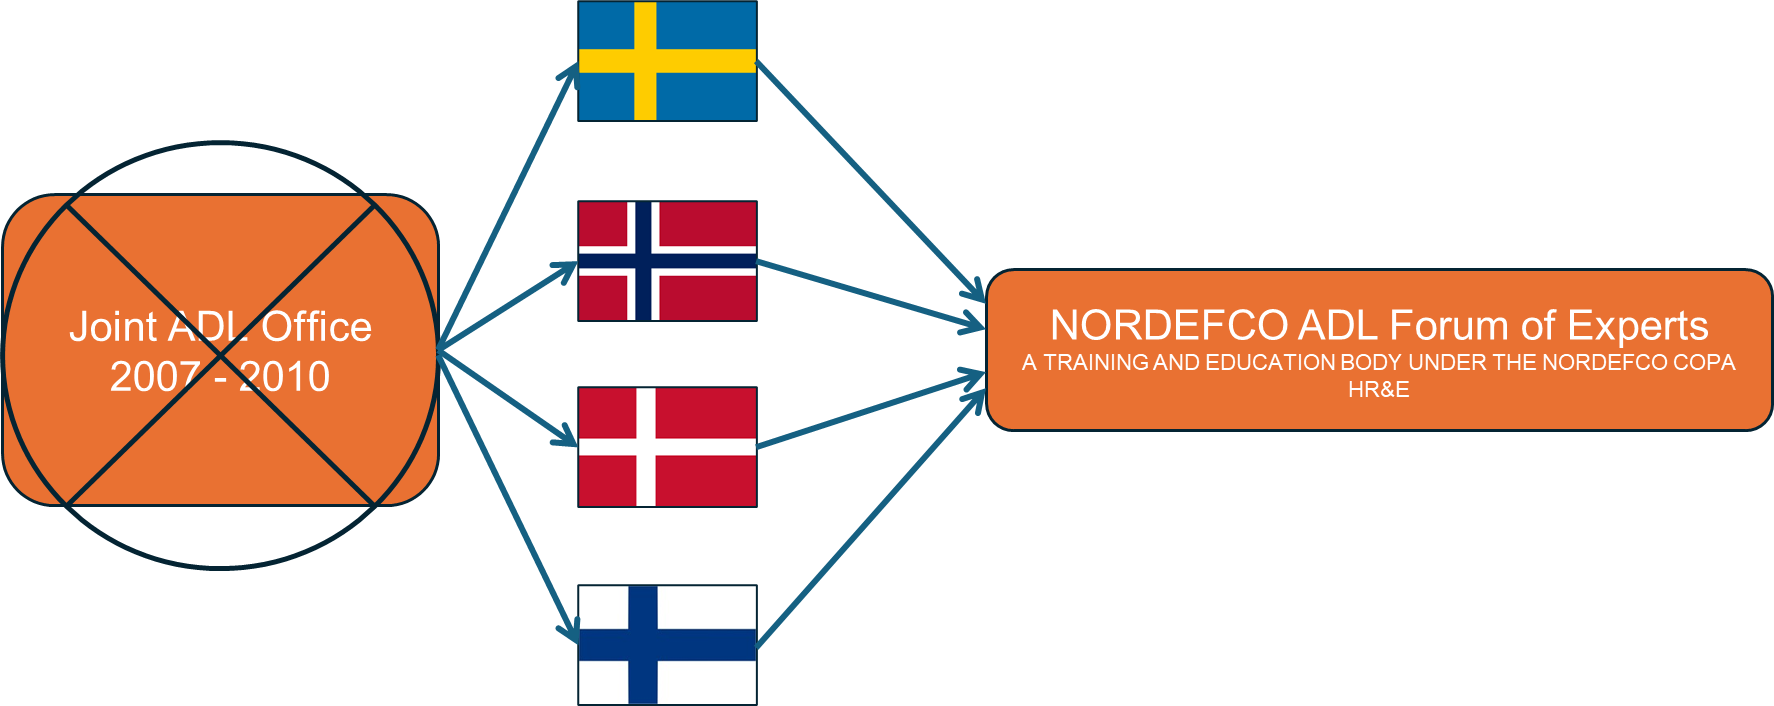 Joint ADL Office
2007 - 2010
NORDEFCO ADL Forum of Experts
A TRAINING AND EDUCATION BODY UNDER THE NORDEFCO COPA
HR&E